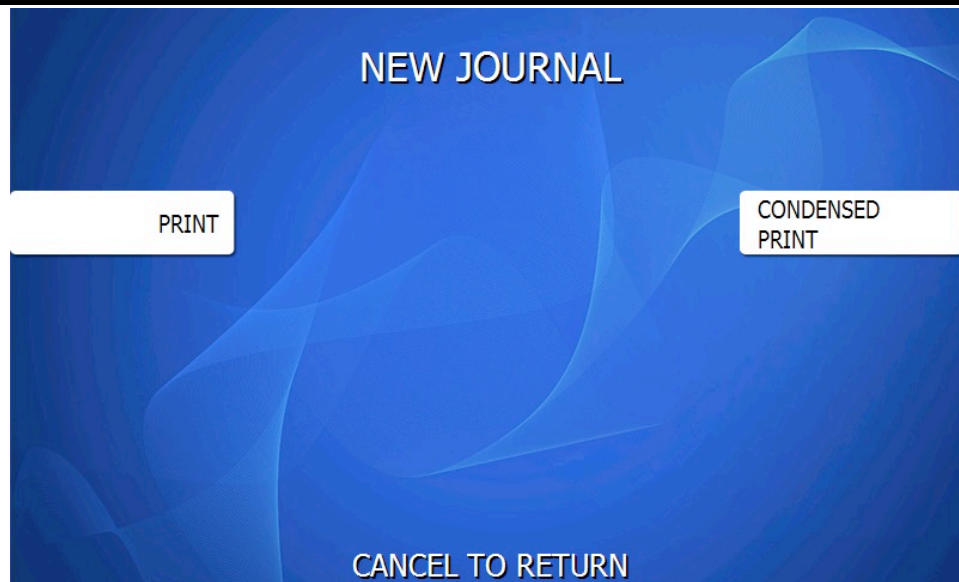 NEW JOURNAL
PRINT
CONDENSED
PRINT
CANCEL TO RETURN